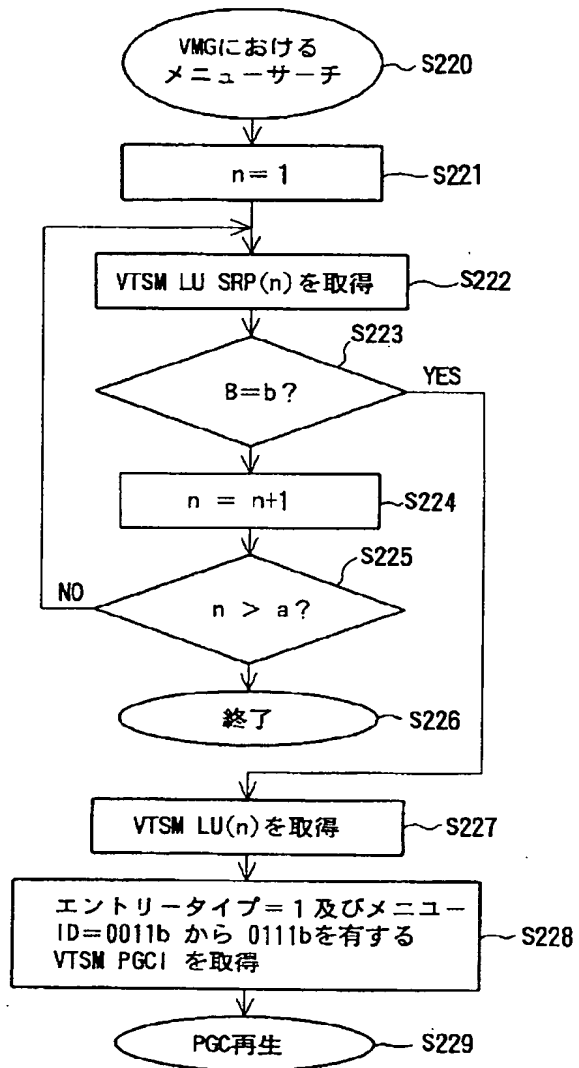 VMGにおける
メニューサーチ
S220
n=1
S221
VTSM LU SRP(n)を取得
S222
S223
B=b?
YES
n = n+1
S224
S225
NO
n > a?
終了
S226
VTSM LU(n)を取得
S227
エントリータイプ=1及びメニュー
ID=0011b から 0111bを有する
VTSM PGCI を取得
S228
PGC再生
S229